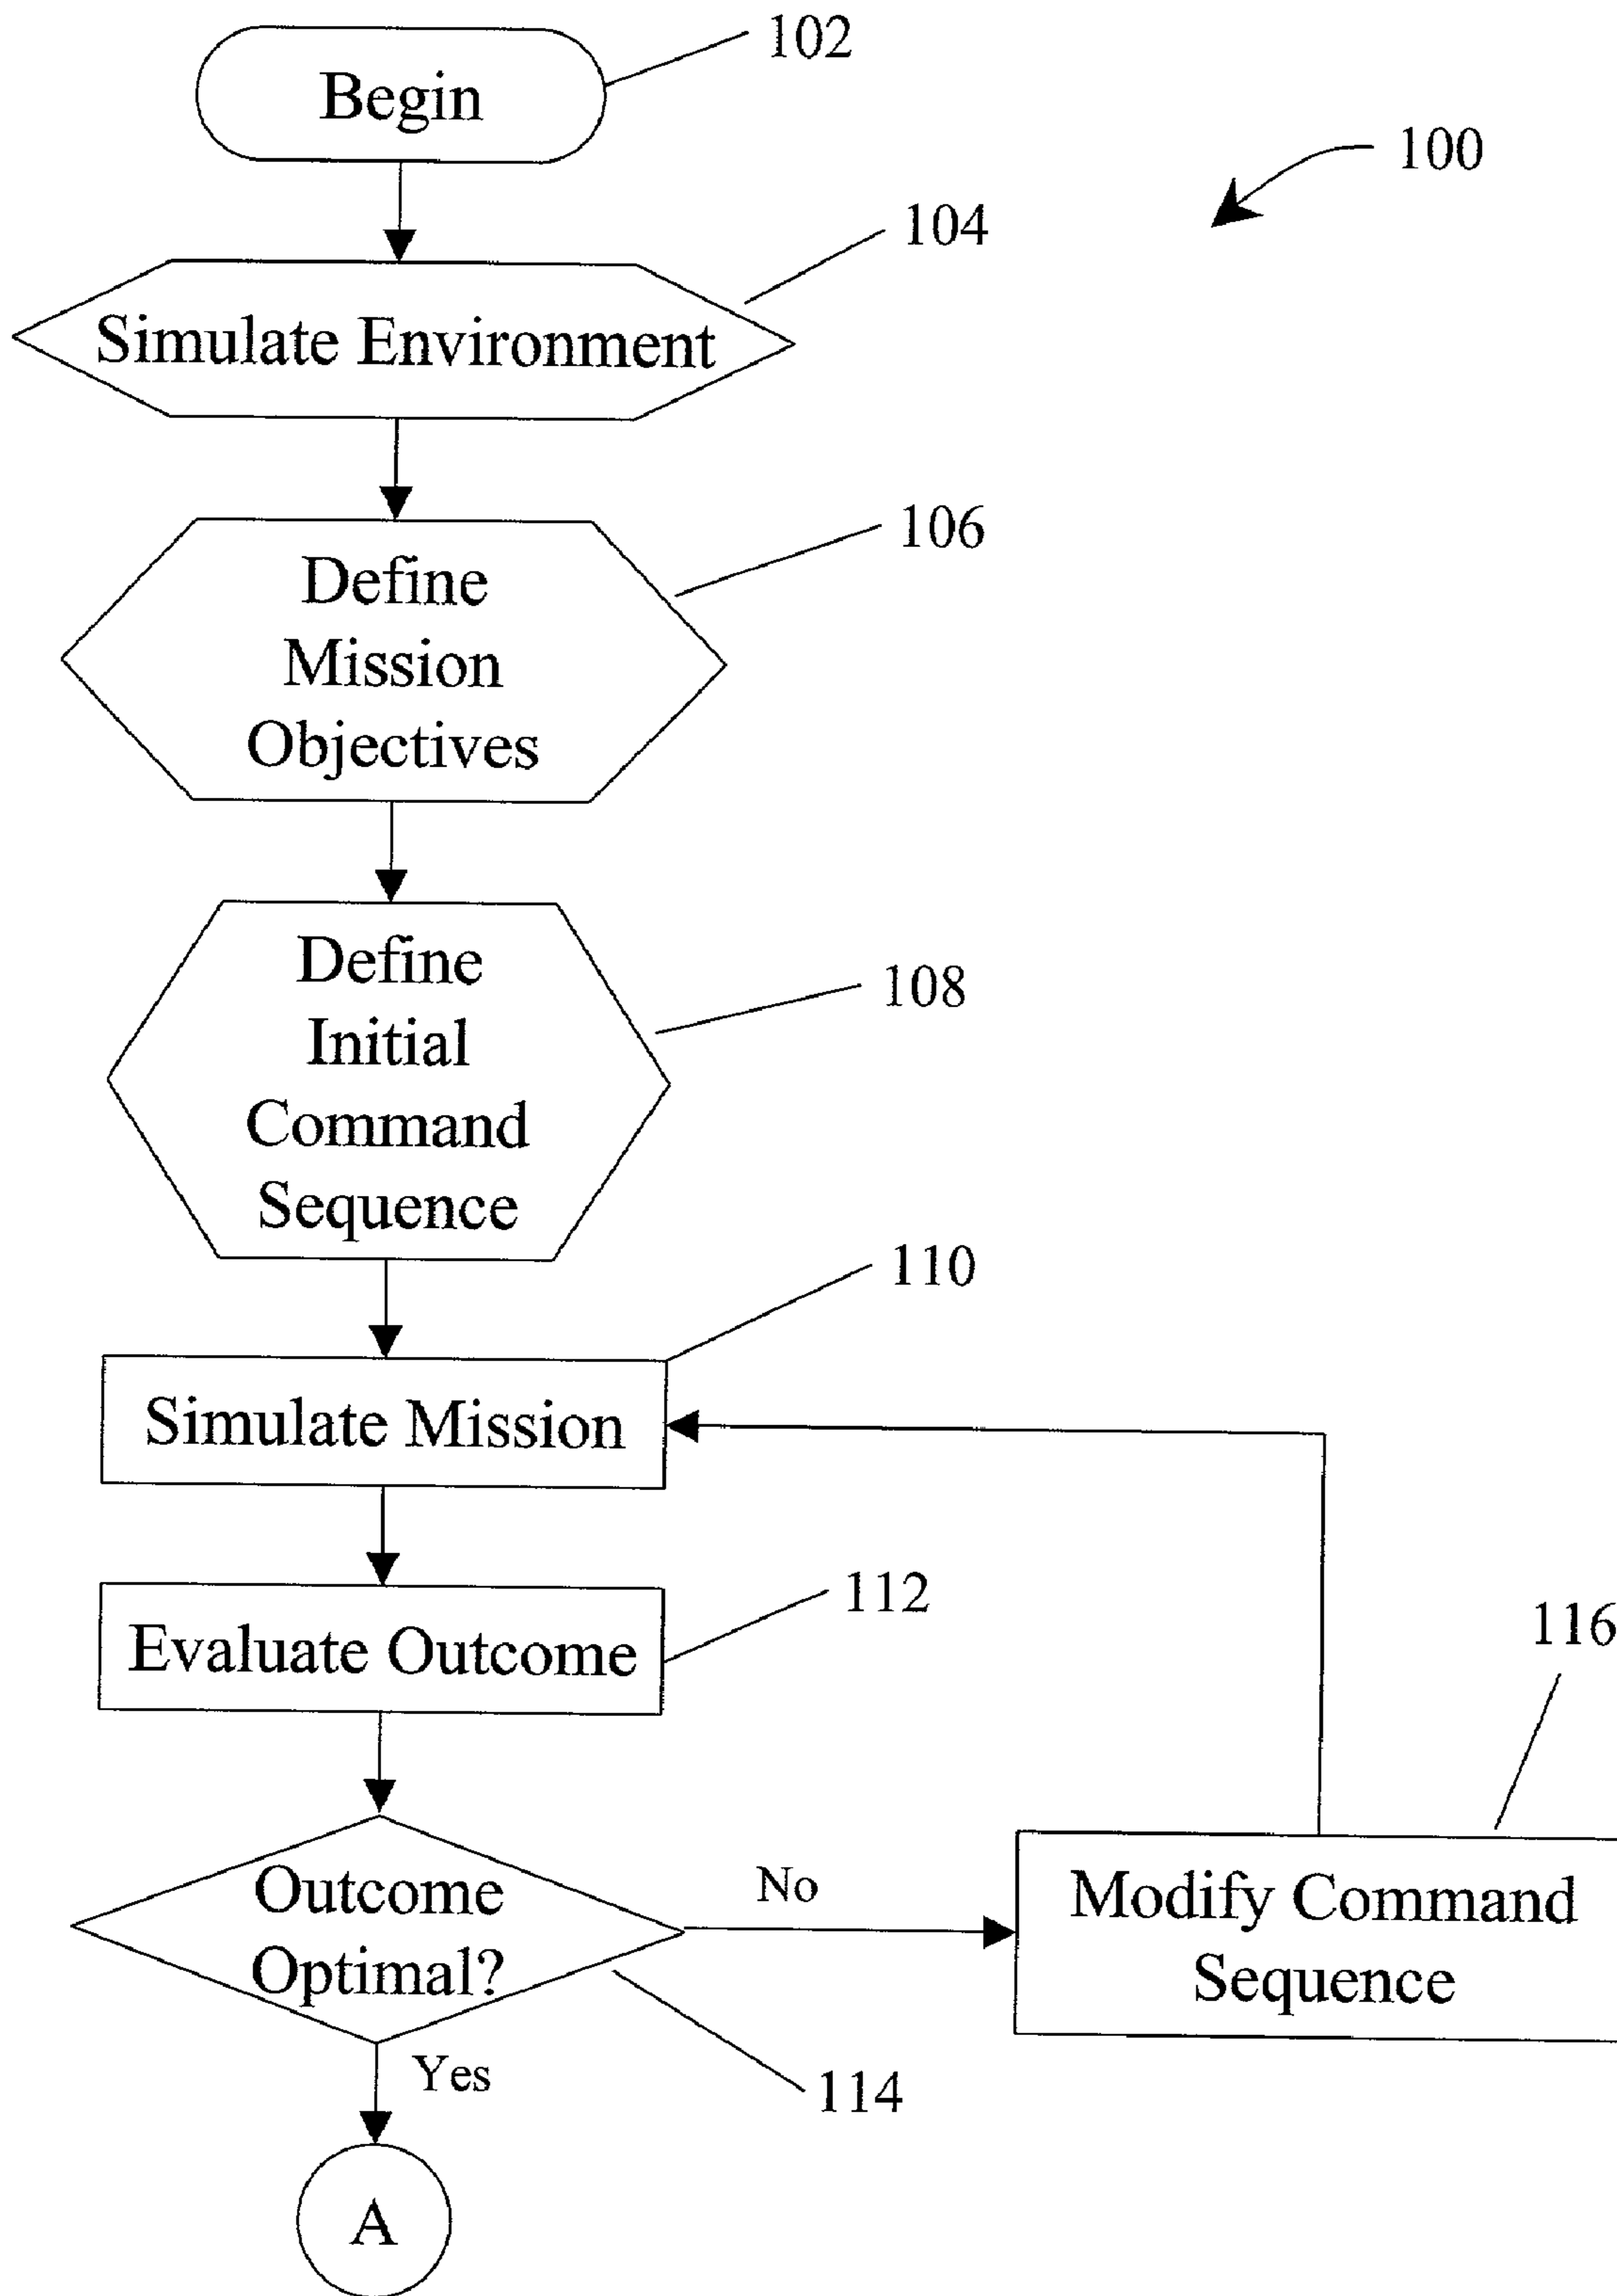 102
Begin
100
104
Simulate Environment
106
Define
Mission
Objectives
108
Define
Initial
Command
Sequence
110
Simulate Mission
112
Evaluate Outcome
116
Outcome
Optimal?
No
Modify Command
Sequence
Yes
114
A